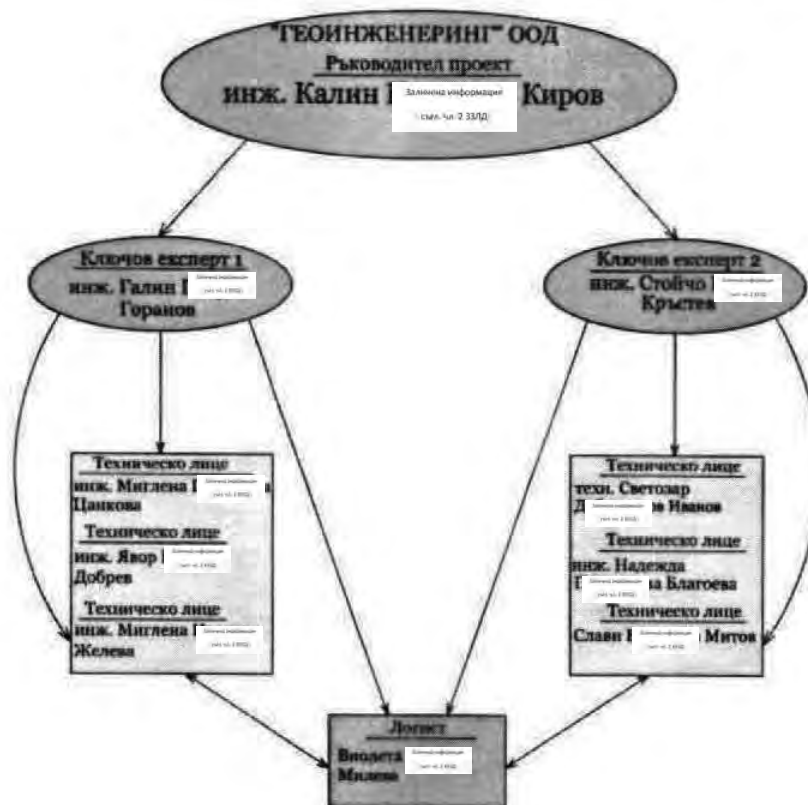 "ГЕОИНЖЕНЕРИНГ" ООД
Ръководител проект
инж. Калин Киров
Заличена информация
съгл. чл. 2 ЗЗЛД
Ключов експерт 1
инж. Галин
Горанов
Ключов експерт 2
инж. Стойчо
Кръстев
Техническо лице
инж. Миглена
Цанкова
Техническо лице
инж. Явор
Добрев
Техническо лице
инж. Миглена
Желева
Техническо лице
техн. Светозар
Иванов
Техническо лице
инж. Надежда
Благоева
Техническо лице
Слави Митов
Логист
Виолета
Милева